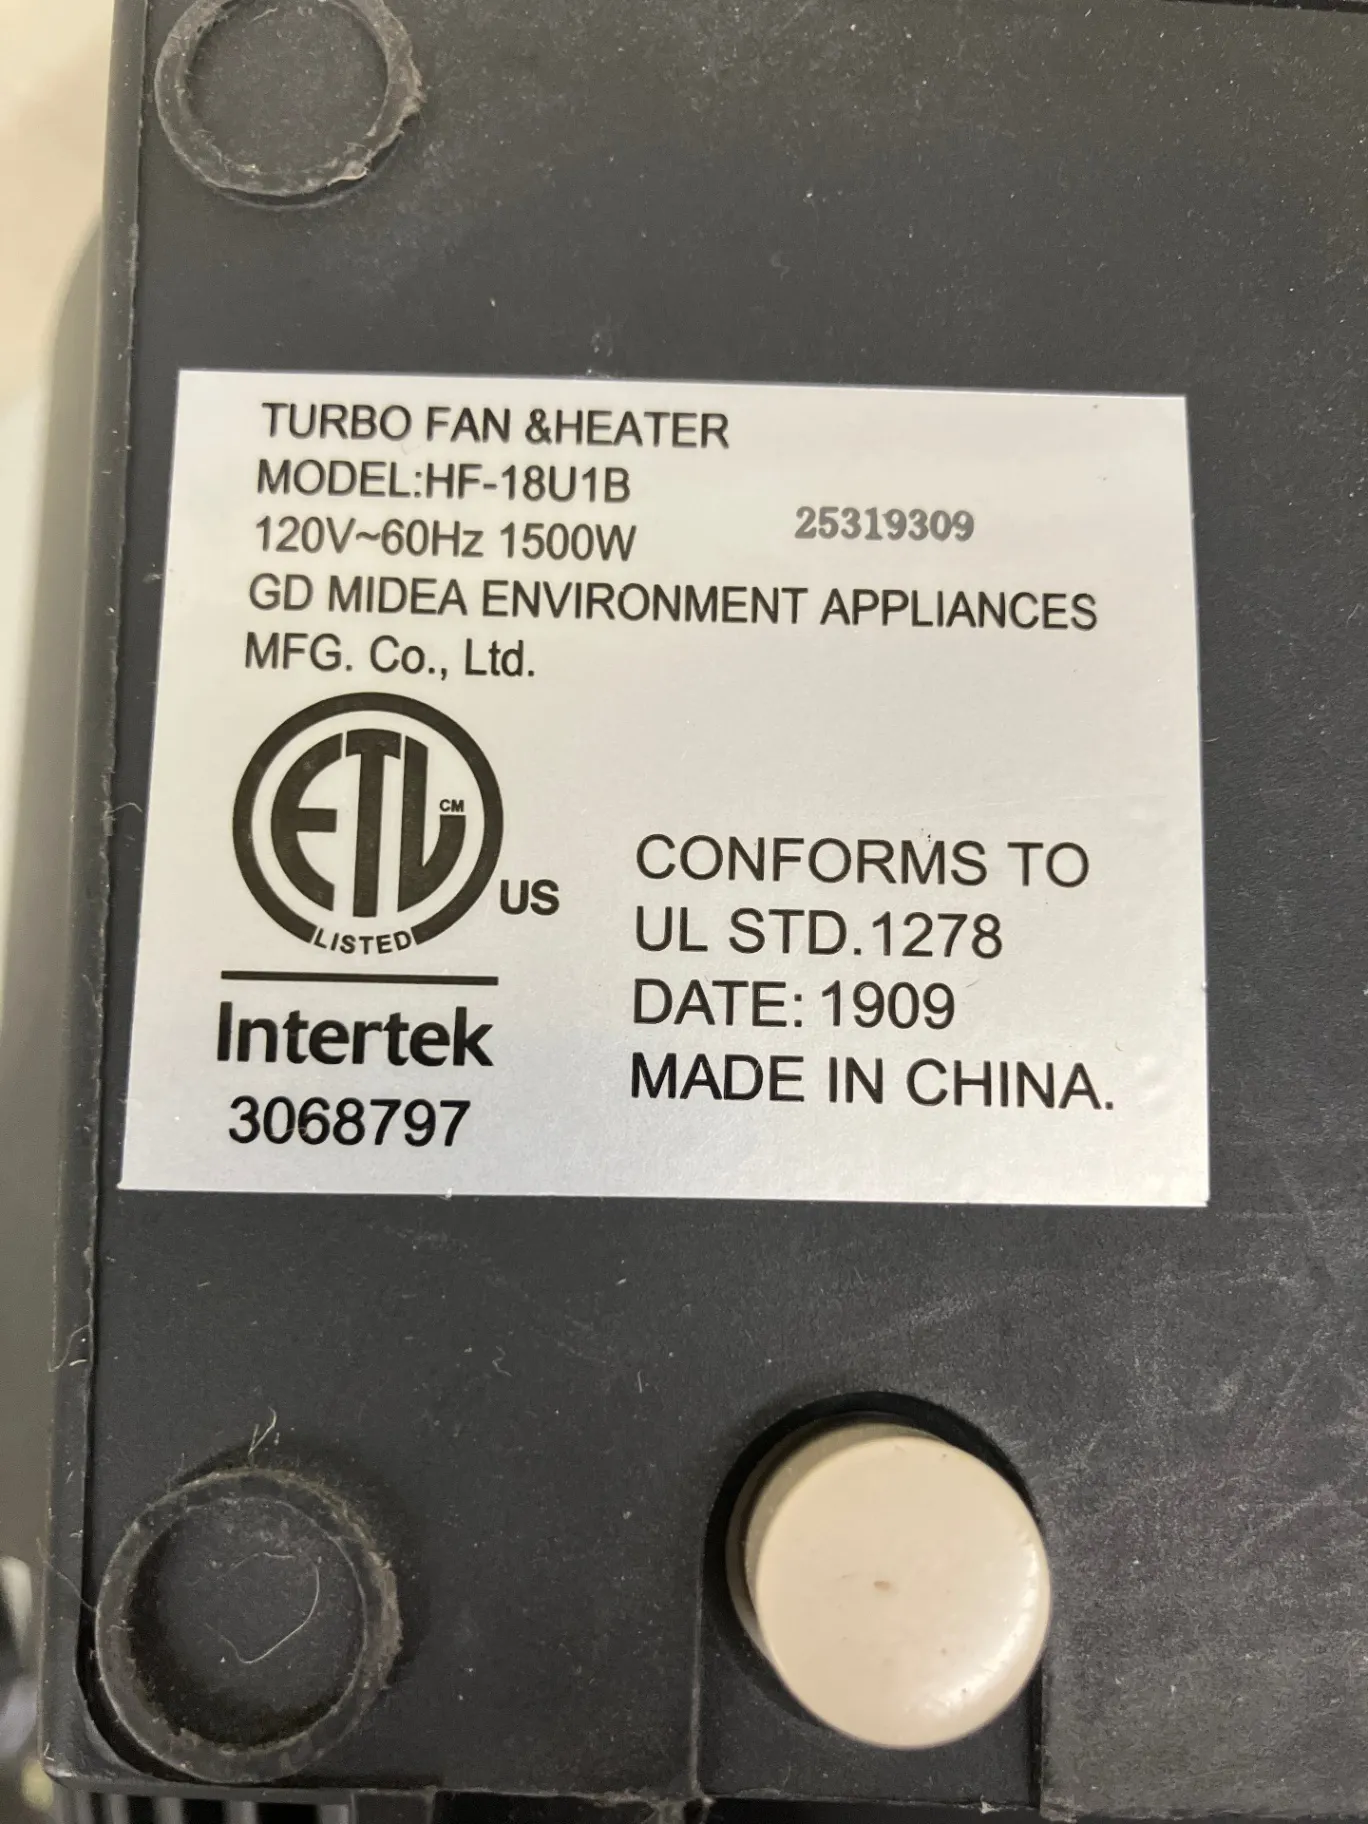 TURBO FAN &HEATER
MODEL:HF-18U1B
120V~60Hz 1500W
25319309
GD MIDEA ENVIRONMENT APPLIANCES
MFG. Co., Ltd.
ETL CM
LISTED
US
Intertek
3068797
CONFORMS TO
UL STD.1278
DATE: 1909
MADE IN CHINA.